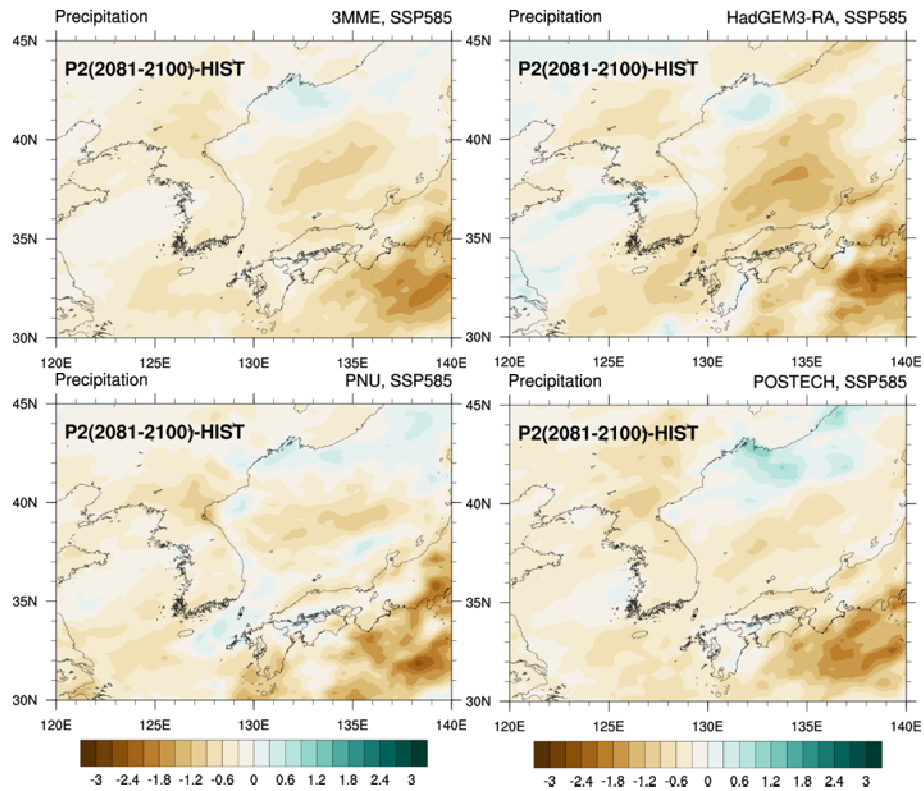 Precipitation 3MME, SSP585
P2(2081-2100)-HIST
45N
40N
35N
30N
120E 125E 130E 135E 140E
Precipitation HadGEM3-RA, SSP585
P2(2081-2100)-HIST
45N
40N
35N
30N
120E 125E 130E 135E 140E
Precipitation PNU, SSP585
P2(2081-2100)-HIST
45N
40N
35N
30N
120E 125E 130E 135E 140E
-3 -2.4 -1.8 -1.2 -0.6 0 0.6 1.2 1.8 2.4 3
Precipitation POSTECH, SSP585
P2(2081-2100)-HIST
45N
40N
35N
30N
120E 125E 130E 135E 140E
-3 -2.4 -1.8 -1.2 -0.6 0 0.6 1.2 1.8 2.4 3